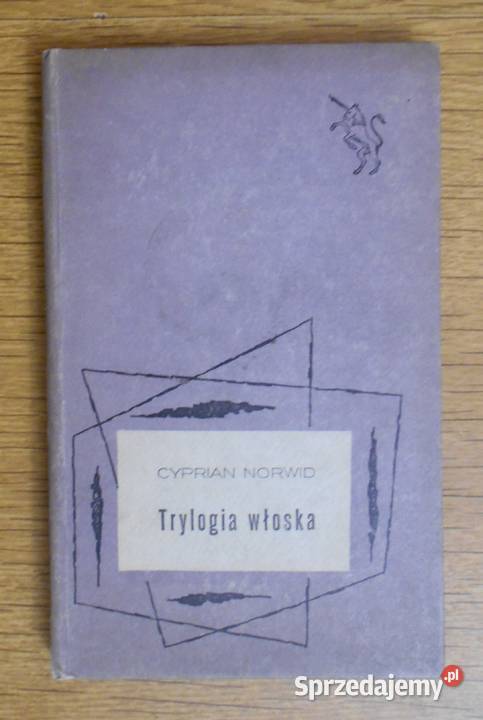 CYPRIAN NORWID
Trylogia włoska
Sprzedajemy.pl